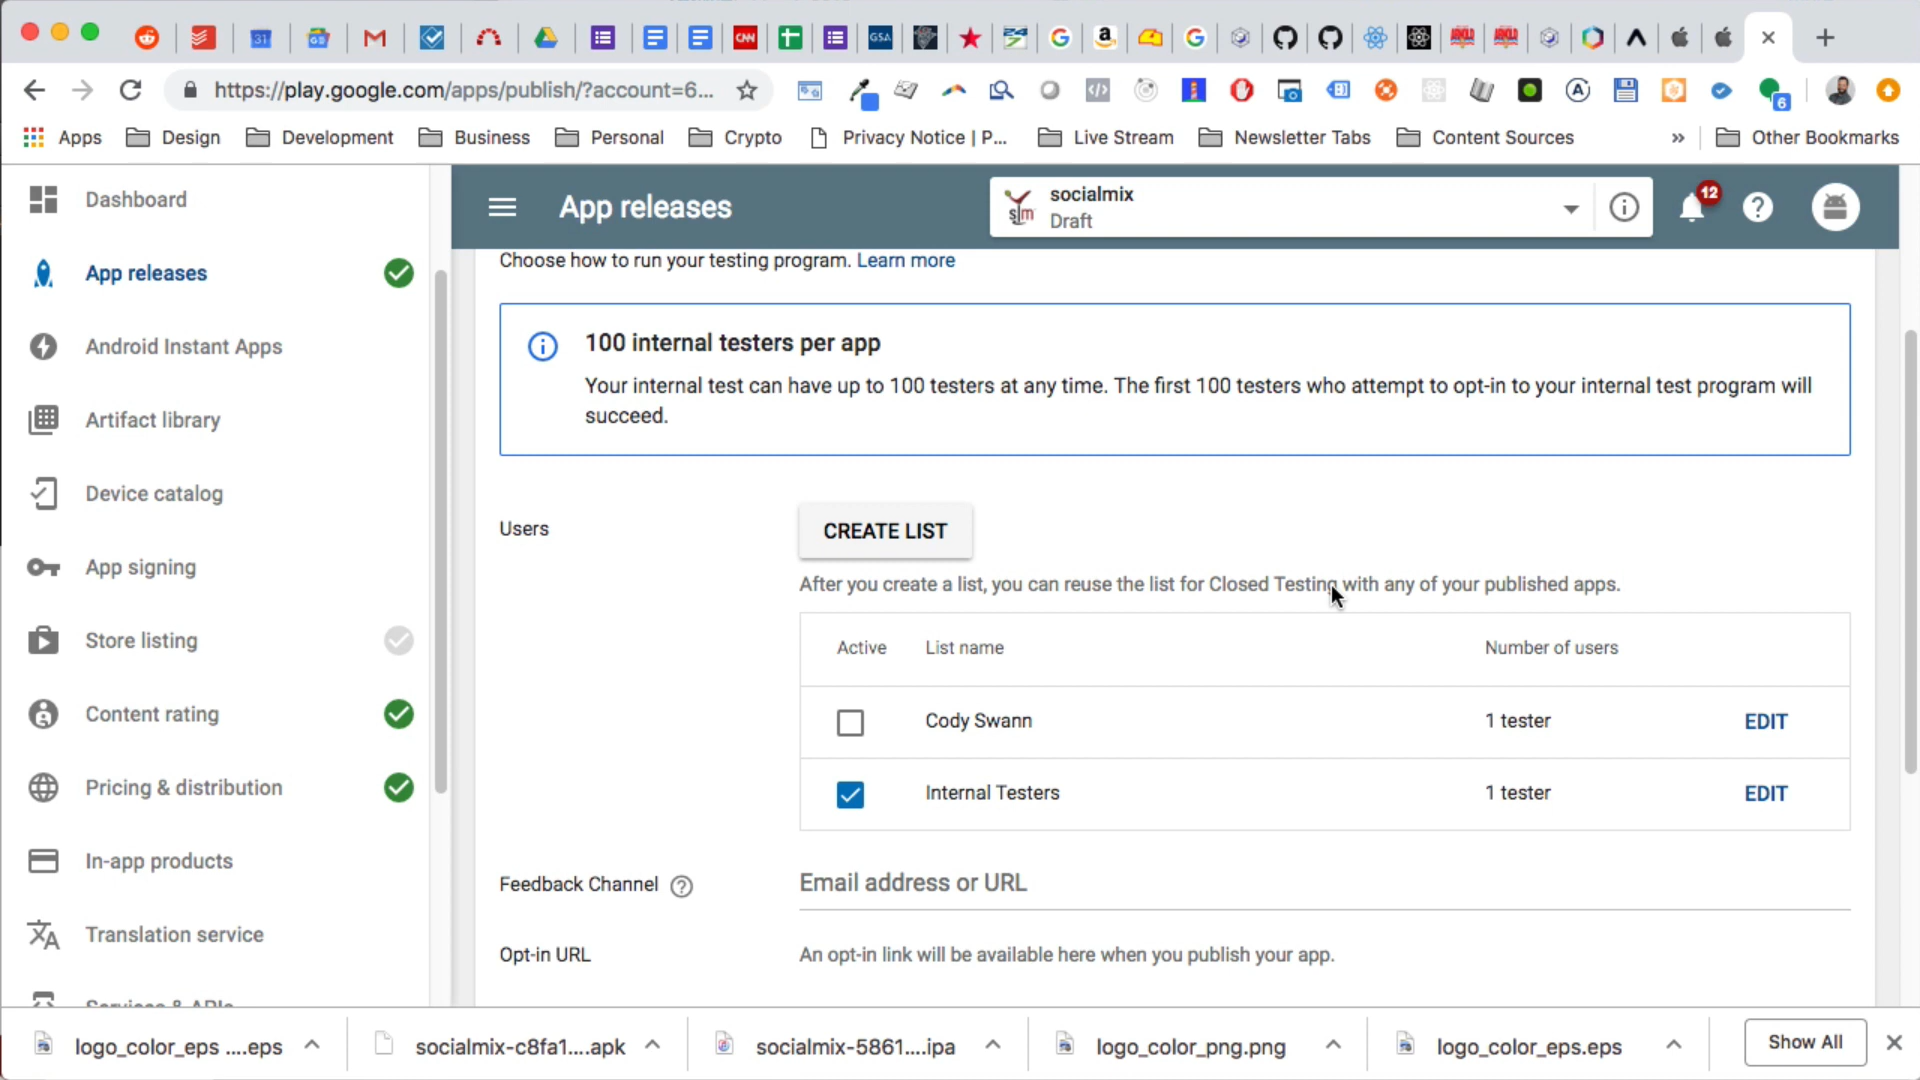 31
CNN
GSA
https://play.google.com/apps/publish/?account=6...
6
Apps
Design
Development
Business
Personal
Crypto
Privacy Notice | P...
Live Stream
Newsletter Tabs
Content Sources
»
Other Bookmarks
Dashboard
App releases
Android Instant Apps
Artifact library
Device catalog
App signing
Store listing
Content rating
Pricing & distribution
In-app products
Translation service
Services & APIs
App releases
slm
socialmix
Draft
12
Choose how to run your testing program. Learn more
100 internal testers per app
Your internal test can have up to 100 testers at any time. The first 100 testers who attempt to opt-in to your internal test program will
succeed.
Users
CREATE LIST
After you create a list, you can reuse the list for Closed Testing with any of your published apps.
Active List name Number of users
Cody Swann 1 tester EDIT
Internal Testers 1 tester EDIT
Feedback Channel
Email address or URL
Opt-in URL
An opt-in link will be available here when you publish your app.
logo_color_eps ....eps
socialmix-c8fa1....apk
socialmix-5861....ipa
logo_color_png.png
logo_color_eps.eps
Show All